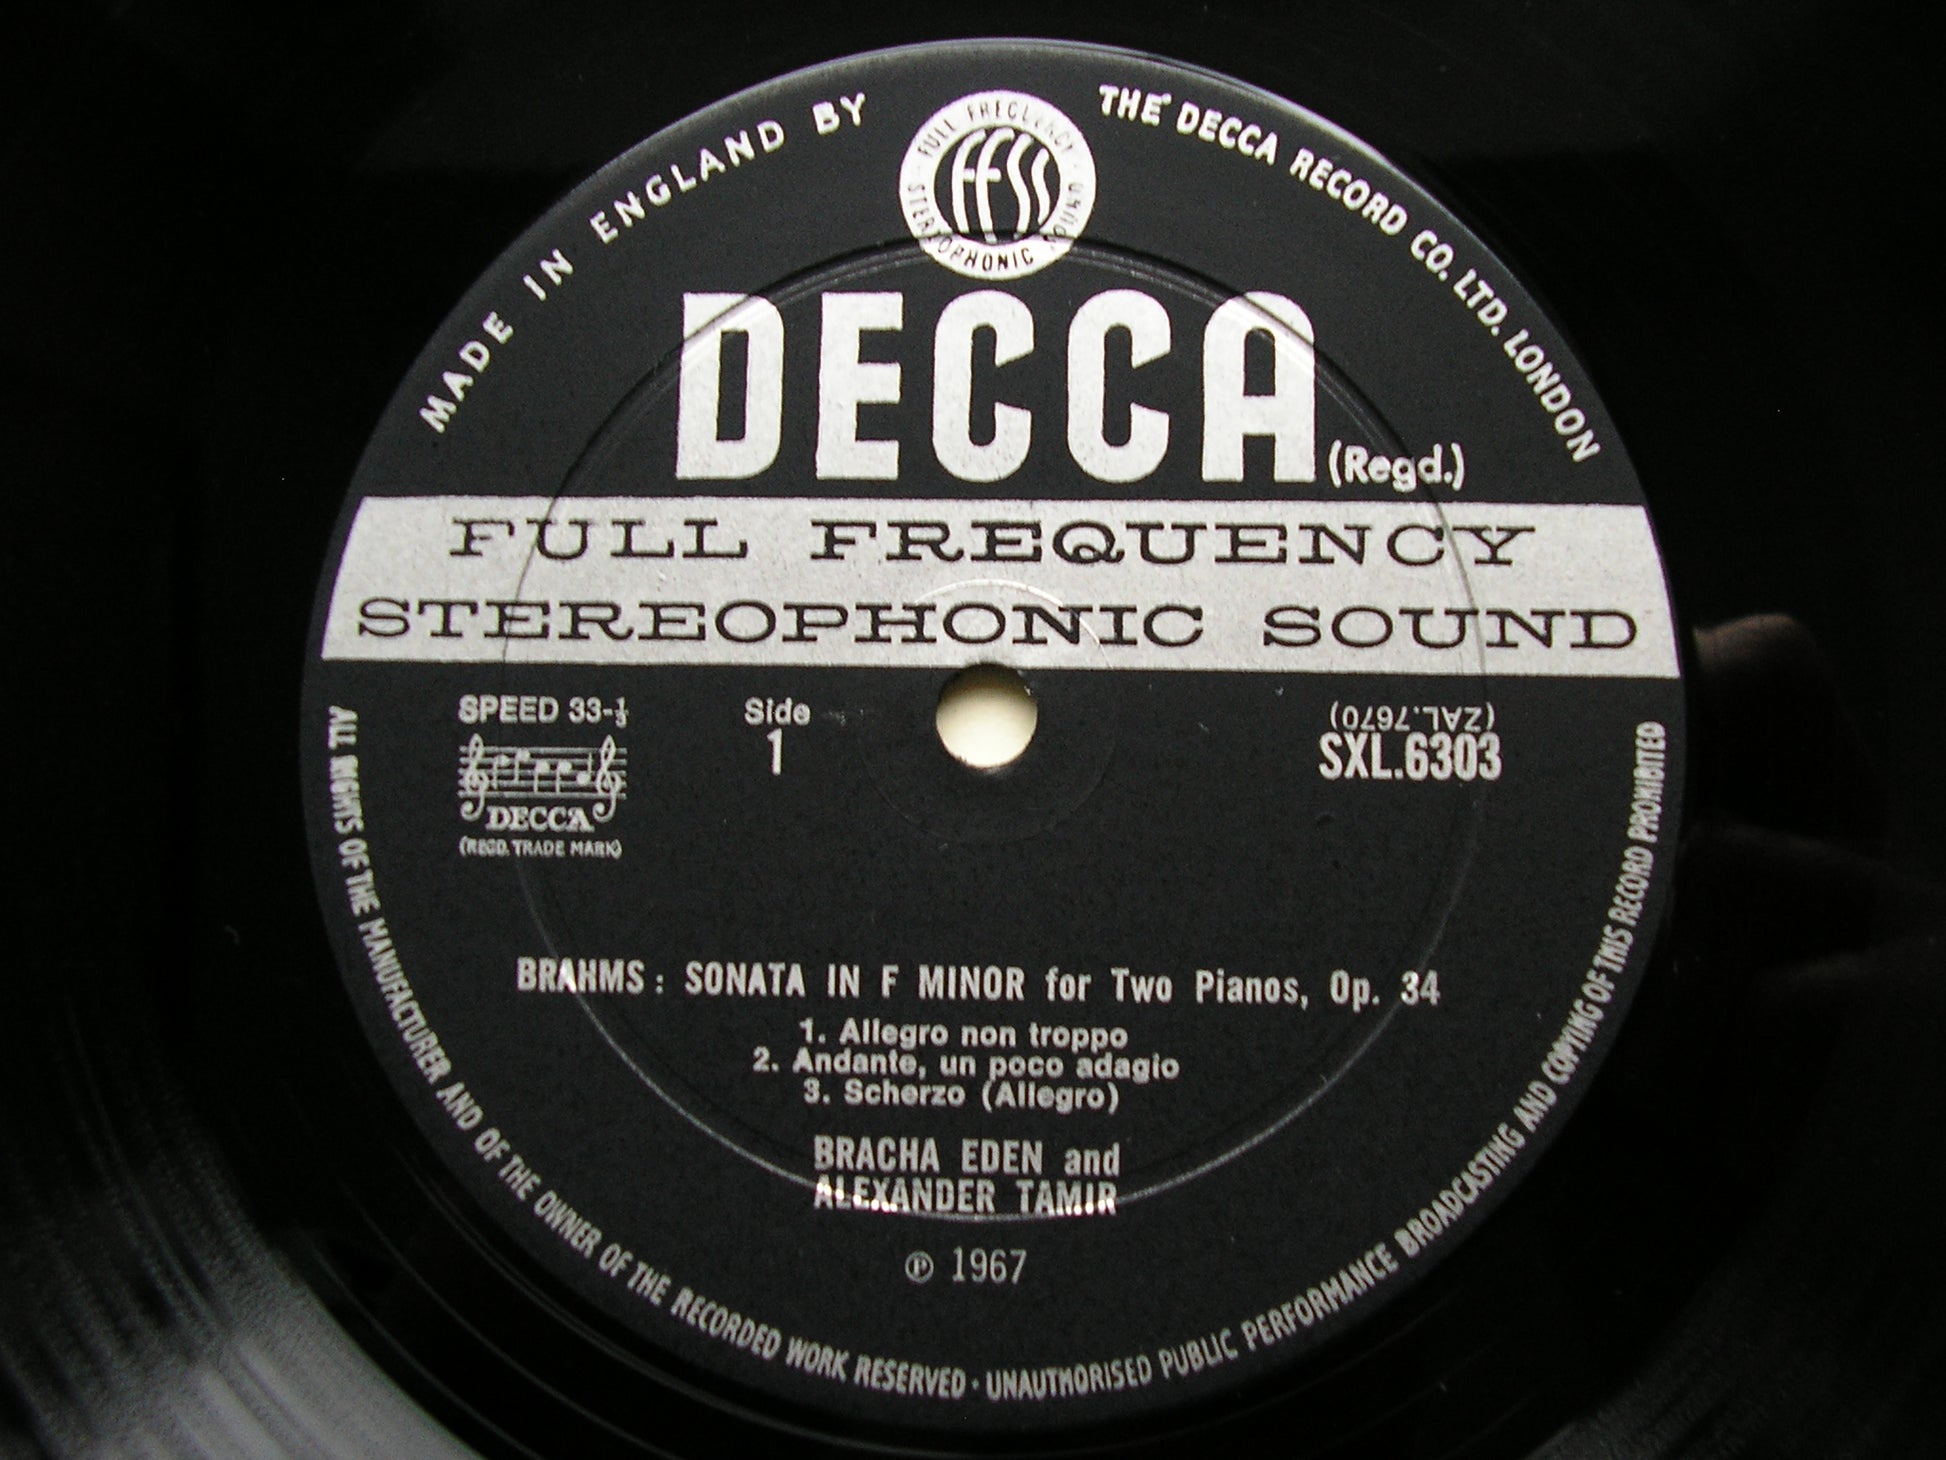 MADE IN ENGLAND BY THE DECCA RECORD CO. LTD. LONDON
FULL FREQUENCY RANGE STEREOPHONIC SOUND
ffss
DECCA (Regd.)
FULL FREQUENCY
STEREOPHONIC SOUND
SPEED 33-⅓
Side
1
(ZAL.7670)
SXL.6303
DECCA
(REGD. TRADE MARK)
BRAHMS: SONATA IN F MINOR for Two Pianos, Op. 34
1. Allegro non troppo
2. Andante, un poco adagio
3. Scherzo (Allegro)
BRACHA EDEN and
ALEXANDER TAMIR
℗ 1967
ALL RIGHTS OF THE MANUFACTURER AND OF THE OWNER OF THE RECORDED WORK RESERVED · UNAUTHORISED PUBLIC PERFORMANCE BROADCASTING AND COPYING OF THIS RECORD PROHIBITED